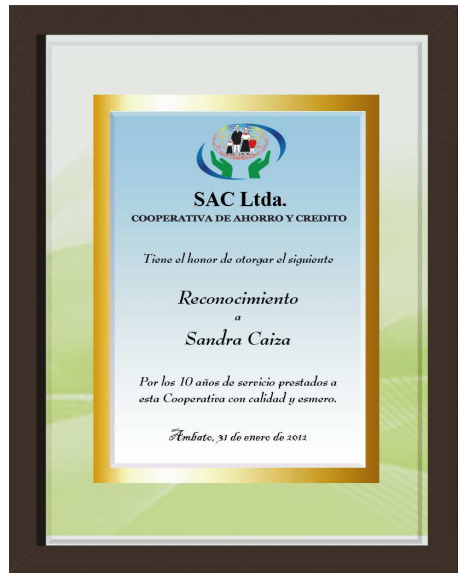 SAC Ltda.
COOPERATIVA DE AHORRO Y CREDITO
Tiene el honor de otorgar el siguiente
Reconocimiento
a
Sandra Caiza
Por los 10 años de servicio prestados a
esta Cooperativa con calidad y esmero.
Ambato, 31 de enero de 2012